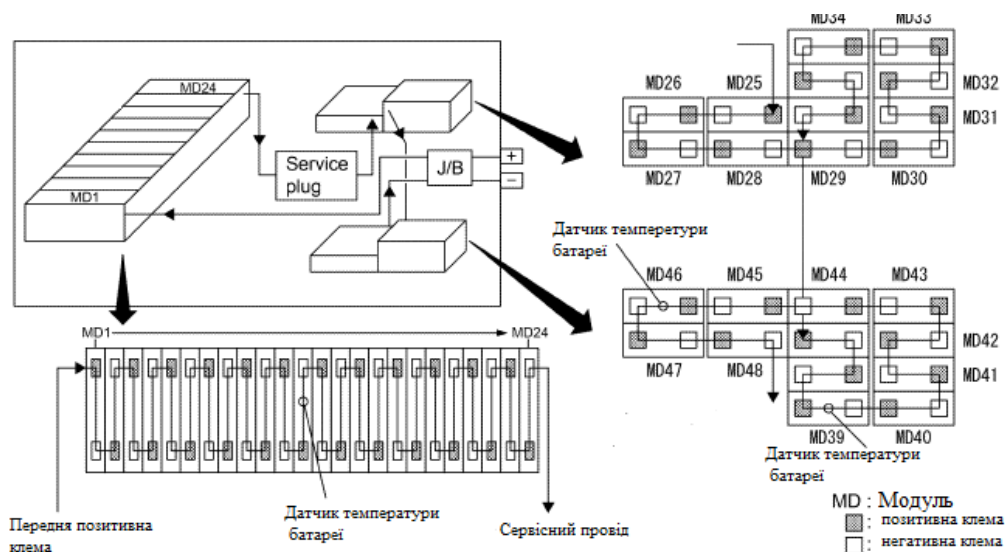 MD24
MD1
Service
plug
J/B
+
−
MD34 MD33
MD26 MD25
MD32
MD31
MD27 MD28 MD29 MD30
Датчик темперетури
батареї
MD46 MD45 MD44 MD43
MD42
MD47 MD48
MD41
MD39 MD40
Датчик температури
батареї
MD1 MD24
Передня позитивна
клема
Датчик температури
батареї
Сервісний провід
MD : Модуль
: позитивна клема
: негативна клема